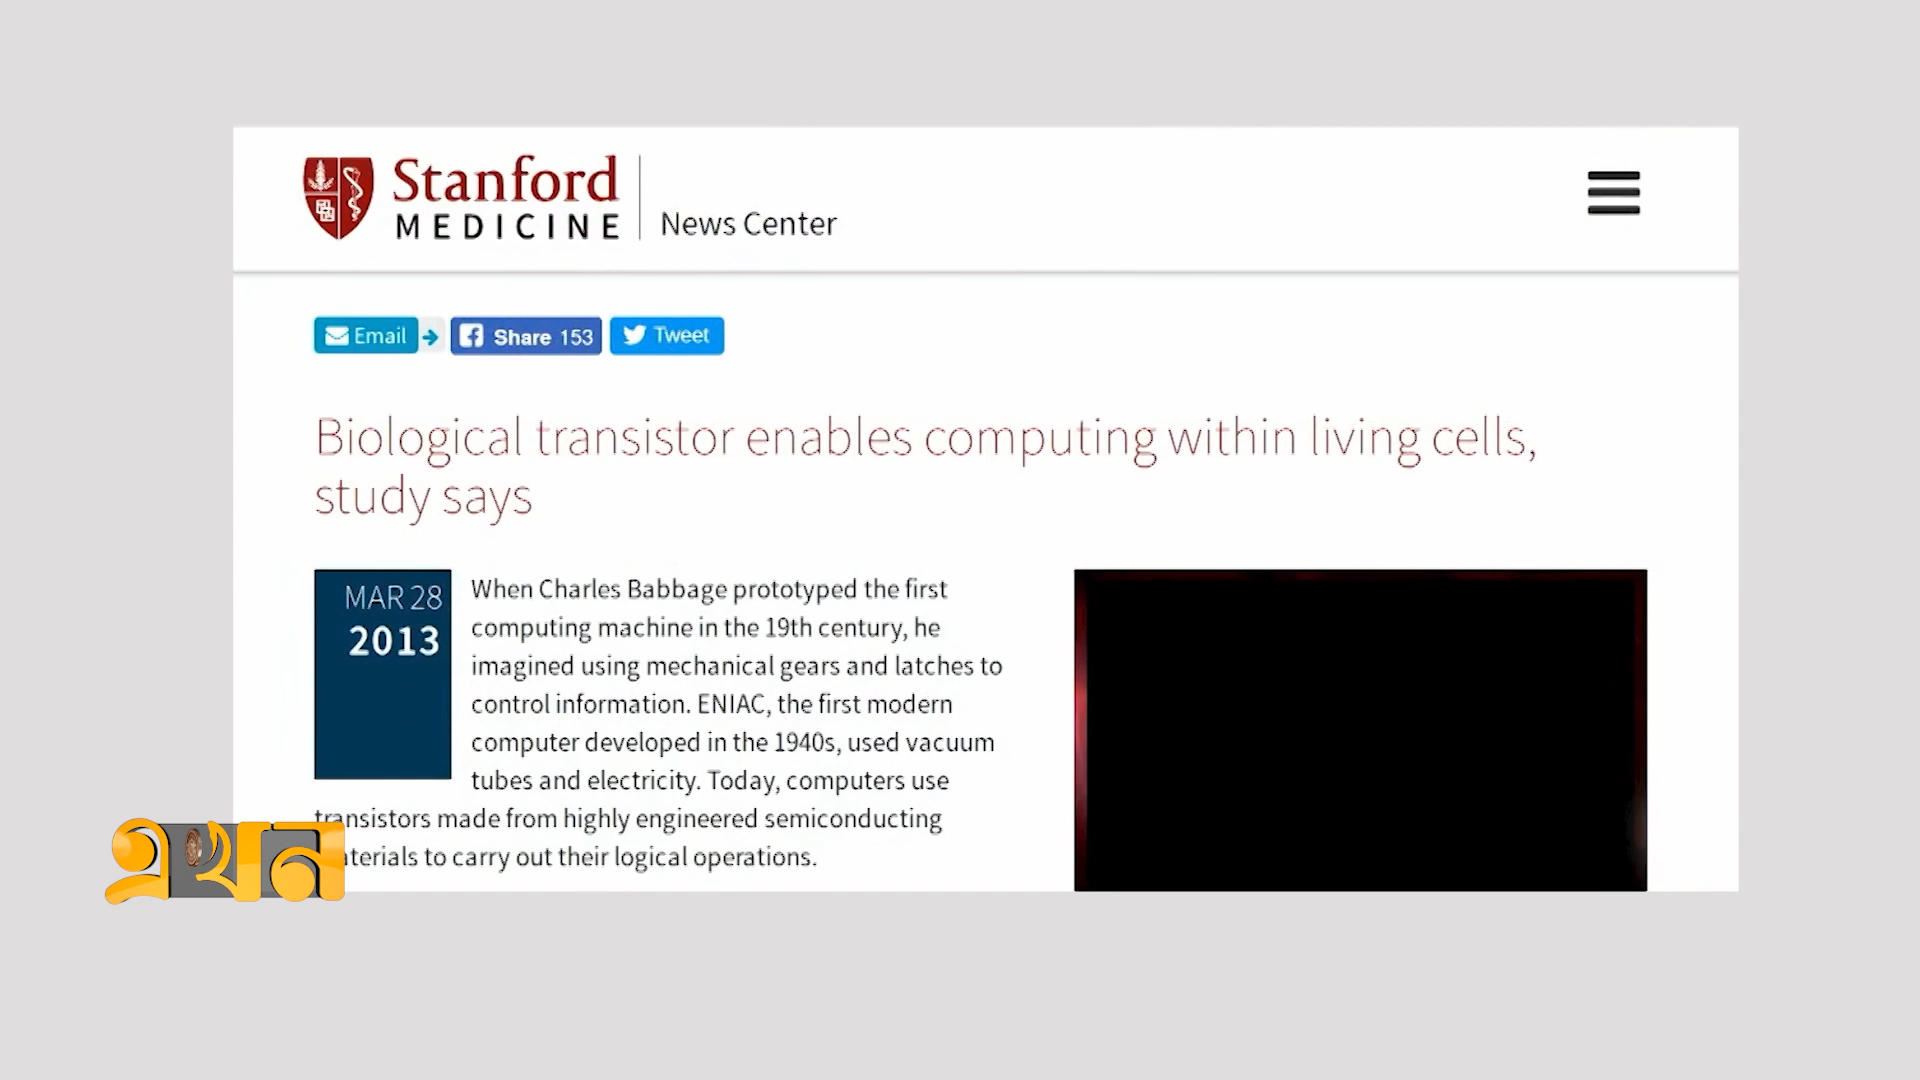 Stanford
MEDICINE
News Center
Email
Share 153
Tweet
Biological transistor enables computing within living cells,
study says
MAR 28
2013
When Charles Babbage prototyped the first
computing machine in the 19th century, he
imagined using mechanical gears and latches to
control information. ENIAC, the first modern
computer developed in the 1940s, used vacuum
tubes and electricity. Today, computers use
transistors made from highly engineered semiconducting
aterials to carry out their logical operations.
এখন